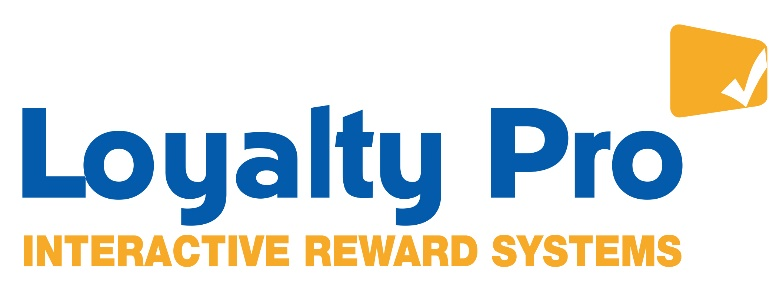 Loyalty Pro
INTERACTIVE REWARD SYSTEMS